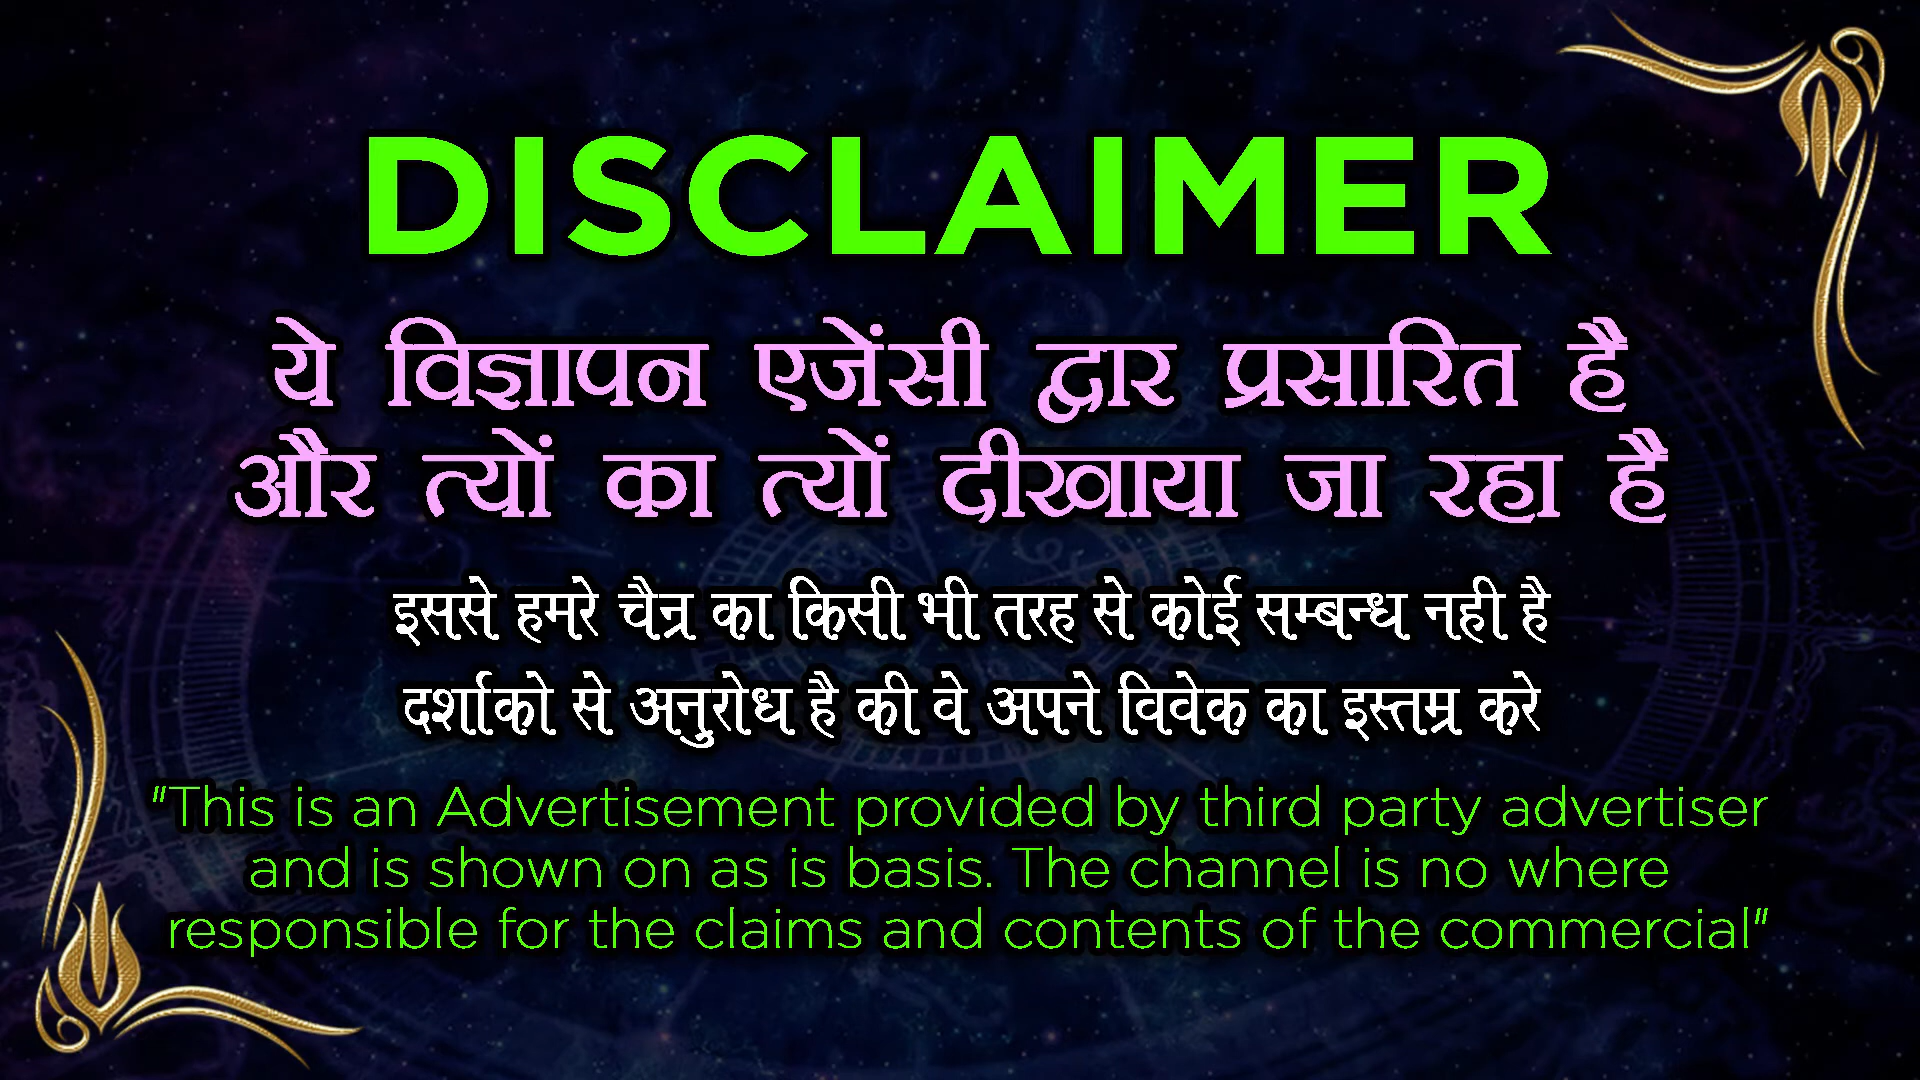 DISCLAIMER
ये विज्ञापन एजेंसी द्वार प्रसारित है
और त्यों का त्यों दीखाया जा रहा है
इससे हमरे चैन्र का किसी भी तरह से कोई सम्बन्ध नही है
दर्शाको से अनुरोध है की वे अपने विवेक का इस्तम्र करे
"This is an Advertisement provided by third party advertiser
and is shown on as is basis. The channel is no where
responsible for the claims and contents of the commercial"